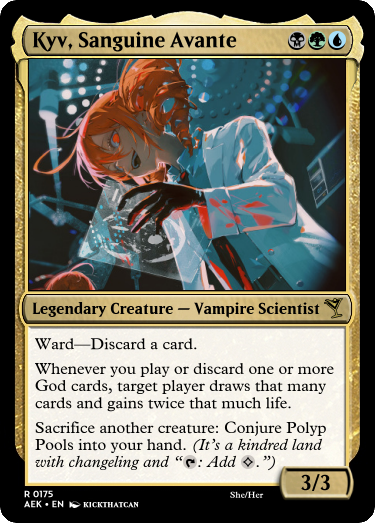 Kyv, Sanguine Avante
Legendary Creature — Vampire Scientist
Ward—Discard a card.
Whenever you play or discard one or more
God cards, target player draws that many
cards and gains twice that much life.
Sacrifice another creature: Conjure Polyp
Pools into your hand. (It’s a kindred land
with changeling and “: Add .”)
3/3
R 0175
She/Her
AEK • EN KICKTHATCAN